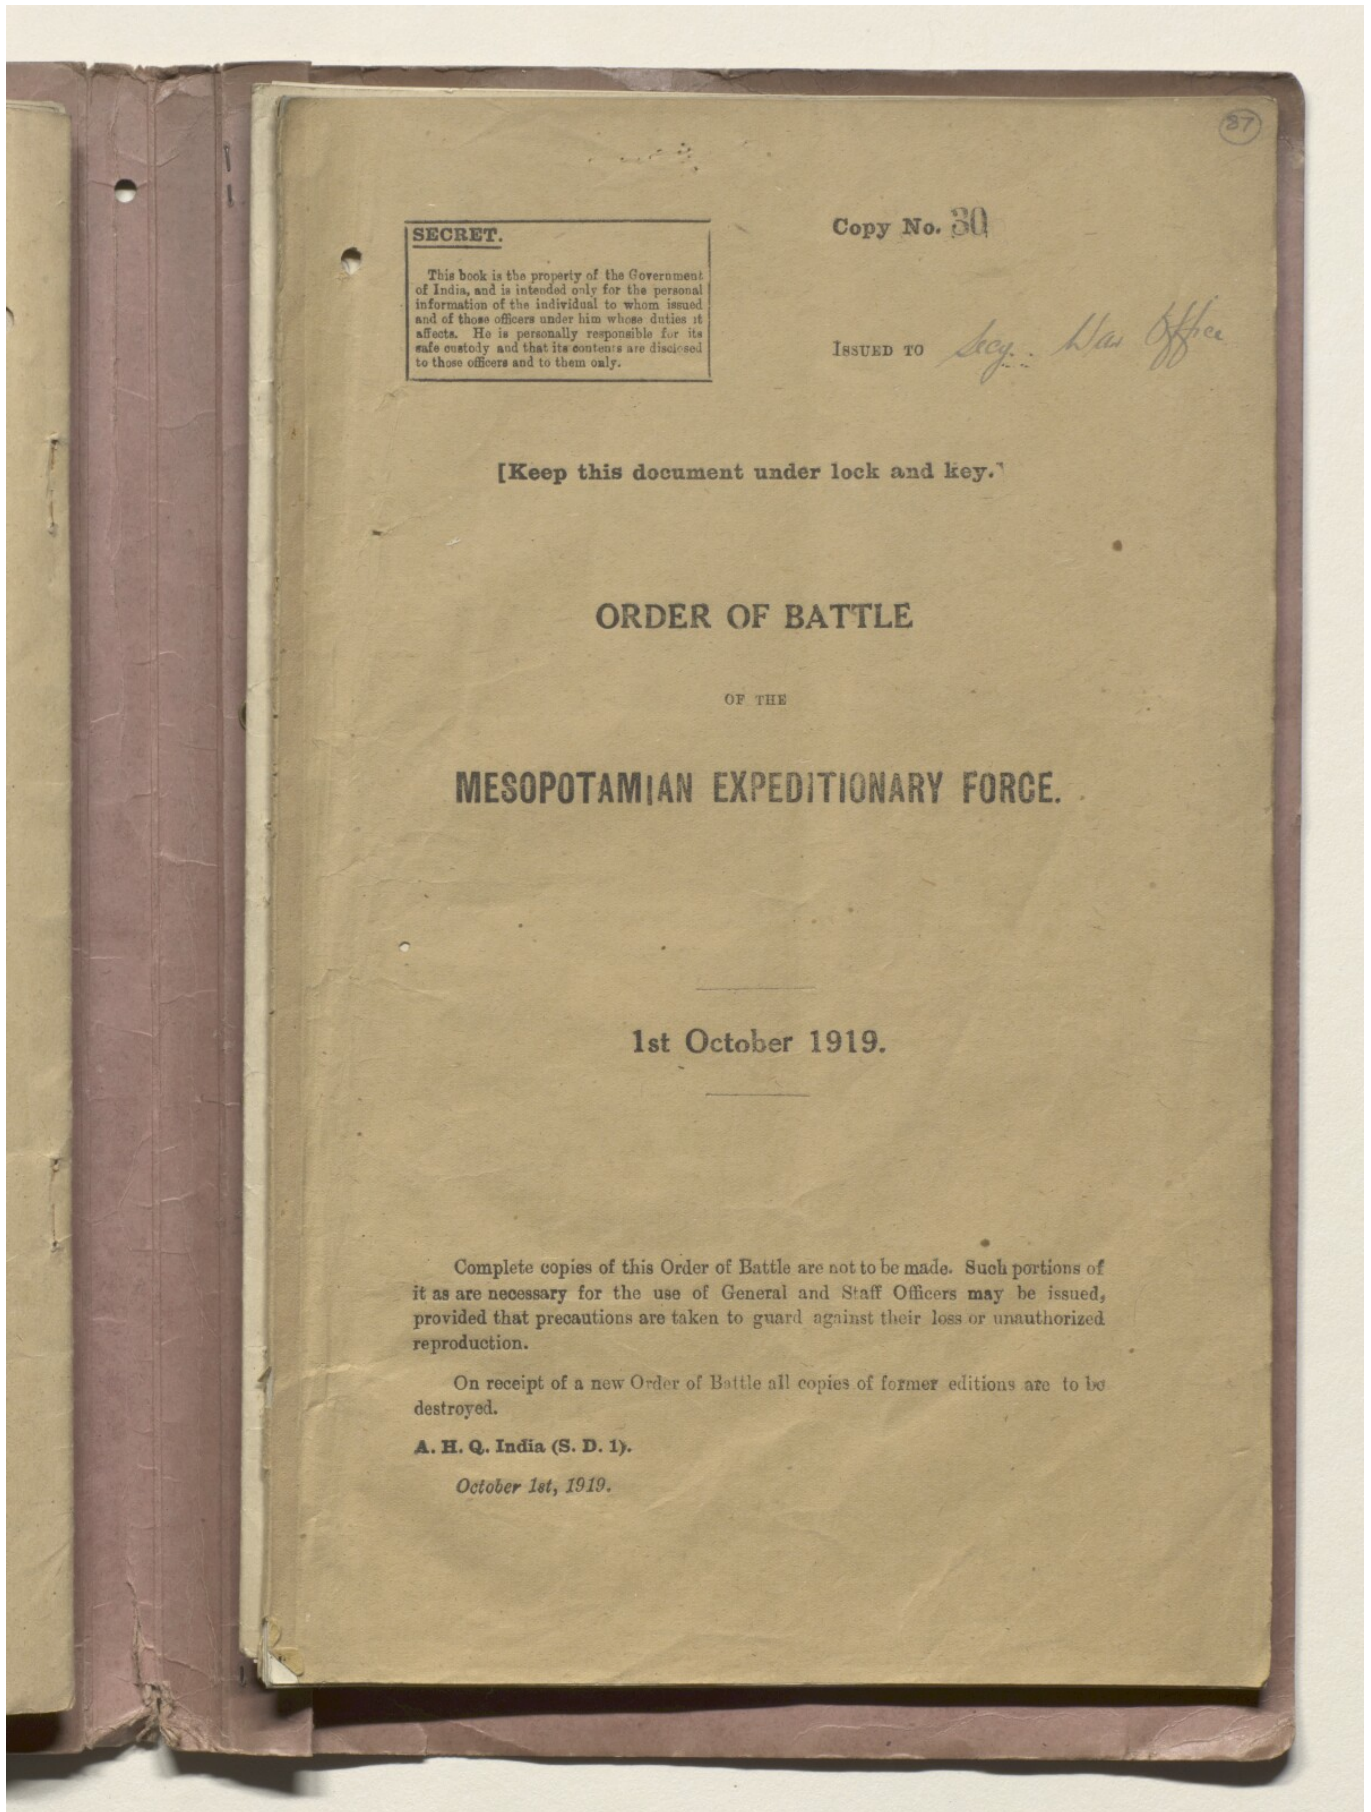 87
SECRET.
This book is the property of the Government
of India, and is intended only for the personal
information of the individual to whom issued
and of those officers under him whose duties it
affects. He is personally responsible for its
safe custody and that its contents are disclosed
to those officers and to them only.
Copy No. 30
ISSUED TO Secy. War Office
[Keep this document under lock and key.]
ORDER OF BATTLE
OF THE
MESOPOTAMIAN EXPEDITIONARY FORCE.
1st October 1919.
Complete copies of this Order of Battle are not to be made. Such portions of
it as are necessary for the use of General and Staff Officers may be issued,
provided that precautions are taken to guard against their loss or unauthorized
reproduction.
On receipt of a new Order of Battle all copies of former editions are to be
destroyed.
A. H. Q. India (S. D. 1).
October 1st, 1919.